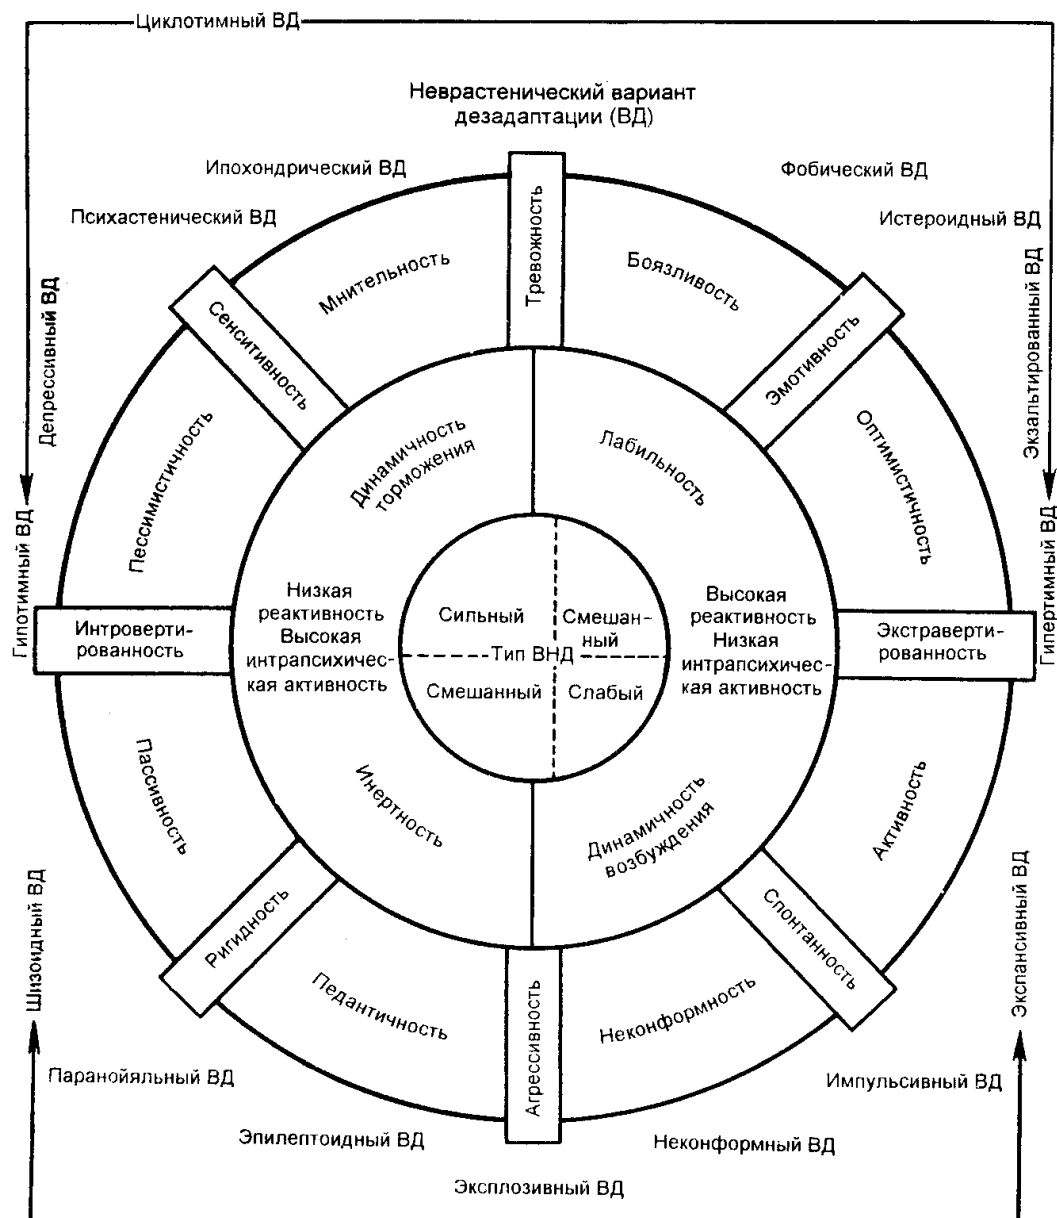 Циклотимный ВД
Неврастенический вариант
дезадаптации (ВД)
Ипохондрический ВД
Фобический ВД
Психастенический ВД
Истероидный ВД
Депрессивный ВД
Экзальтированный ВД
Тревожность
Мнительность
Боязливость
Сенситивность
Эмотивность
Пессимистичность
Оптимистичность
Динамичность
торможения
Лабильность
Гипотимный ВД
Гипертимный ВД
Интроверти-
рованность
Низкая
реактивность
Высокая
интрапсихичес-
кая активность
Сильный
Смешан-
ный
Тип ВНД
Смешанный
Слабый
Высокая
реактивность
Низкая
интрапсихичес-
кая активность
Экстраверти-
рованность
Пассивность
Инертность
Динамичность
возбуждения
Активность
Ригидность
Спонтанность
Педантичность
Агрессивность
Неконформность
Шизоидный ВД
Экспансивный ВД
Паранойяльный ВД
Импульсивный ВД
Эпилептоидный ВД
Неконформный ВД
Эксплозивный ВД